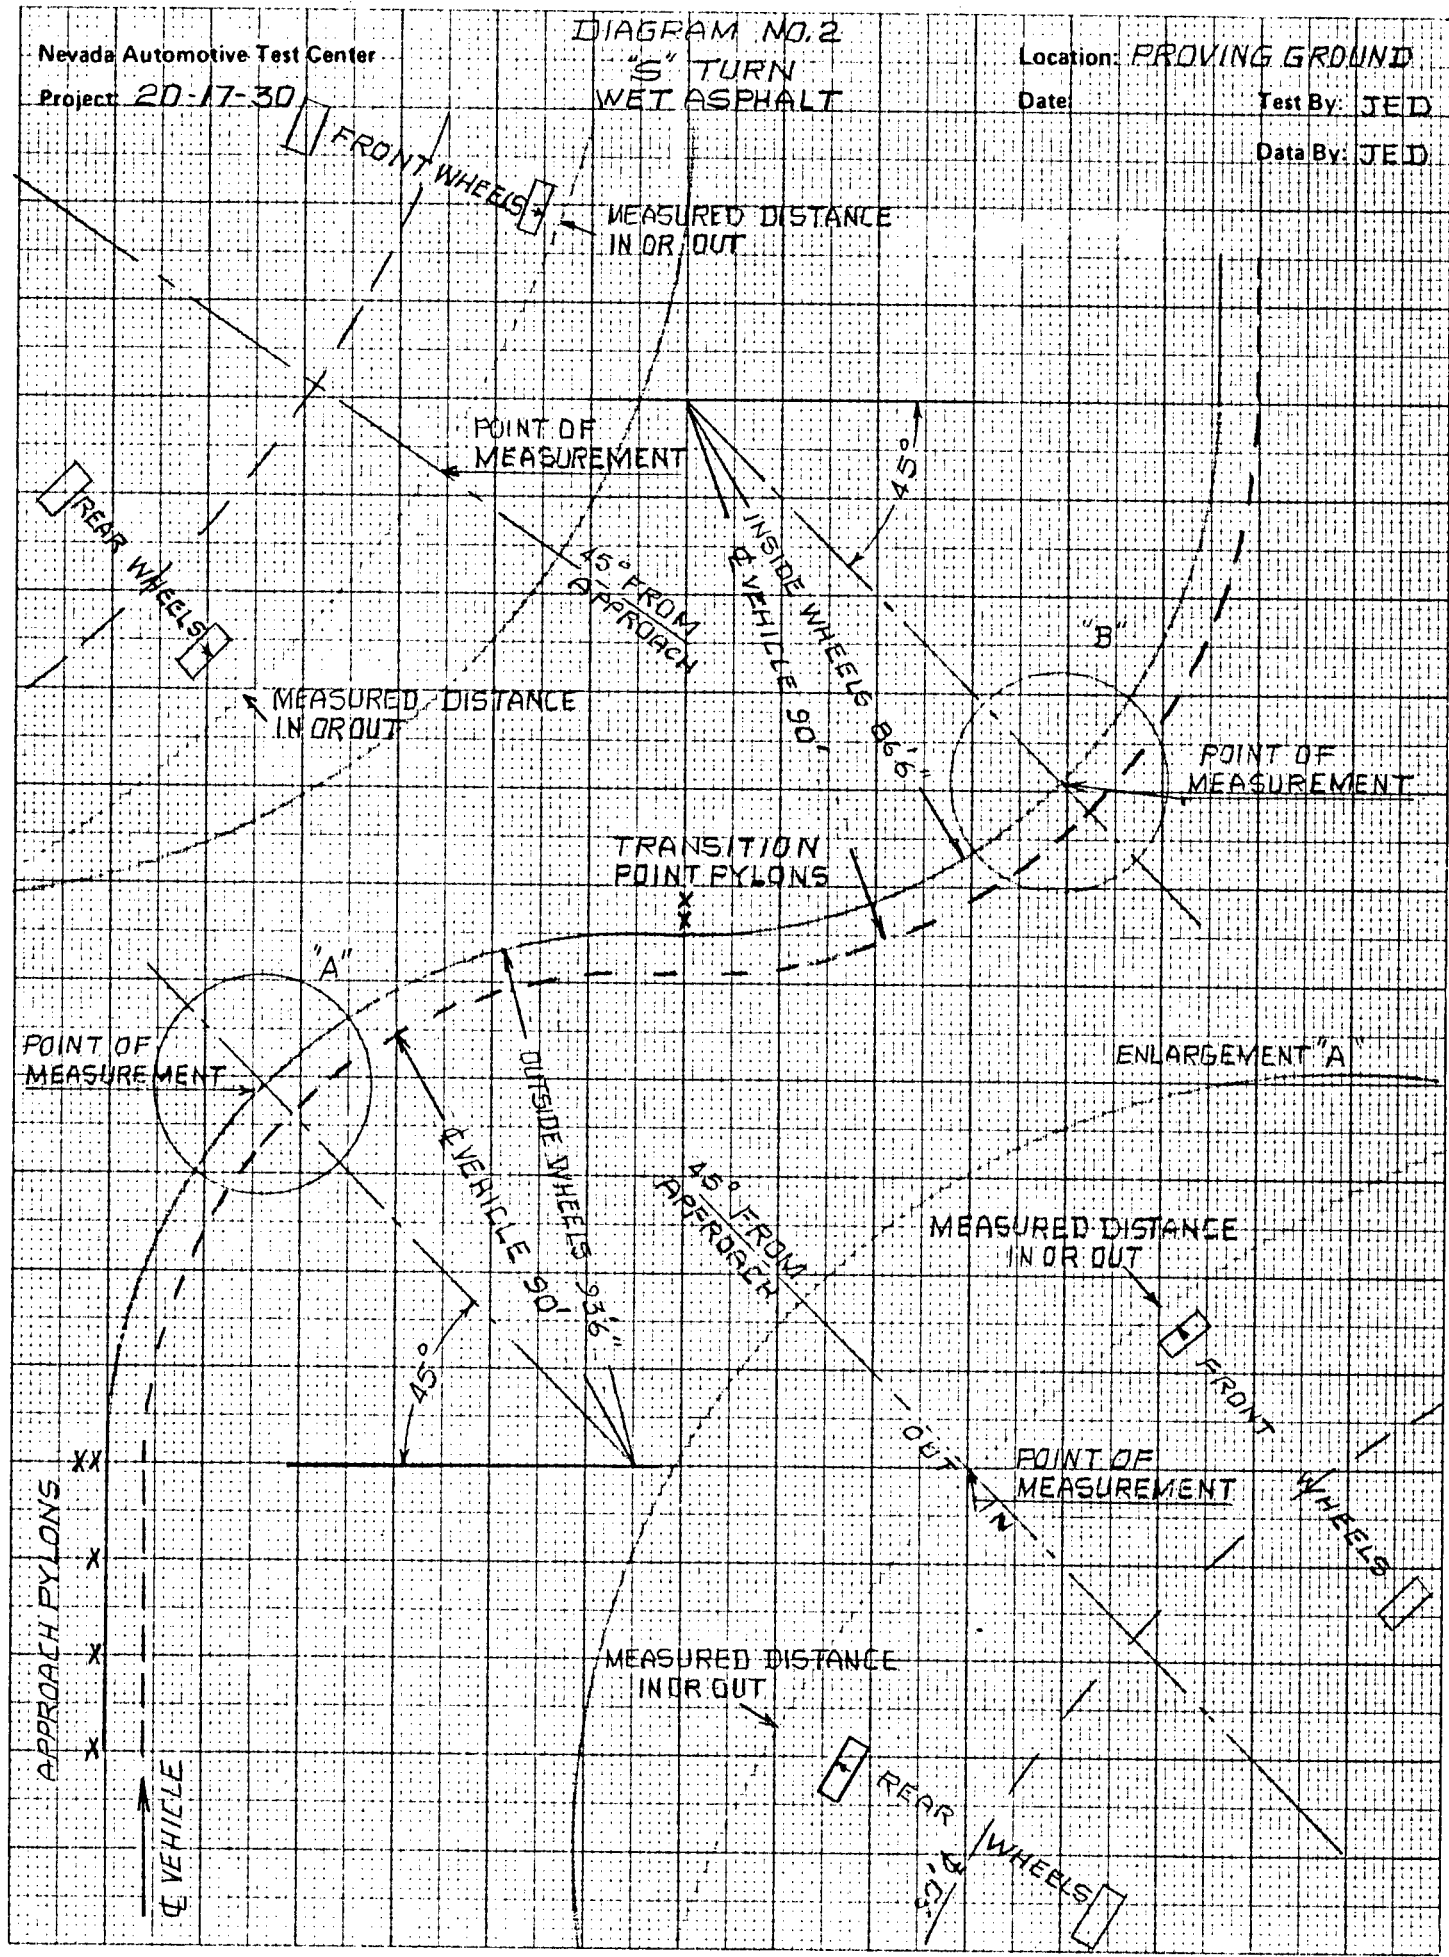 DIAGRAM NO. 2
"S" TURN
WET ASPHALT
Nevada Automotive Test Center
Project: 20-17-30
Location: PROVING GROUND
Date:
Test By: JED
Data By: JED
FRONT WHEELS
MEASURED DISTANCE
IN OR OUT
POINT OF
MEASUREMENT
45°
REAR WHEELS
45° FROM
APPROACH
INSIDE WHEELS 86'6"
℄ VEHILLE 90'
"B"
MEASURED DISTANCE
IN OR OUT
POINT OF
MEASUREMENT
TRANSITION
POINT PYLONS
X
X
"A"
POINT OF
MEASUREMENT
ENLARGEMENT "A"
OUTSIDE WHEELS 93'6"
℄ VEHICLE 90'
45°
45° FROM
APPROACH
MEASURED DISTANCE
IN OR OUT
FRONT
WHEELS
OUT
IN
POINT OF
MEASUREMENT
XX
X
X
X
APPROACH PYLONS
℄ VEHICLE
MEASURED DISTANCE
IN OR OUT
REAR
WHEELS
℄